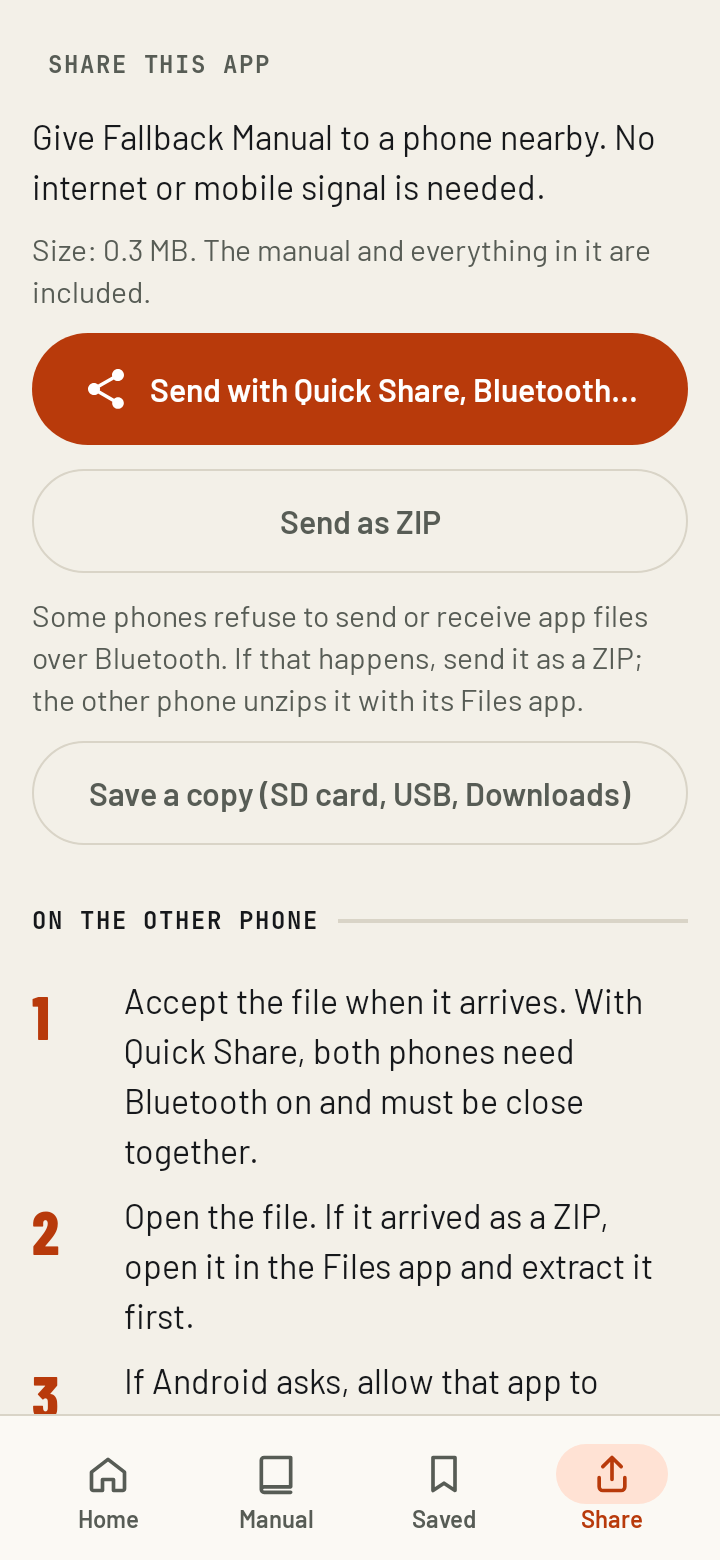 SHARE THIS APP
Give Fallback Manual to a phone nearby. No
internet or mobile signal is needed.
Size: 0.3 MB. The manual and everything in it are
included.
Send with Quick Share, Bluetooth…
Send as ZIP
Some phones refuse to send or receive app files
over Bluetooth. If that happens, send it as a ZIP;
the other phone unzips it with its Files app.
Save a copy (SD card, USB, Downloads)
ON THE OTHER PHONE
1 Accept the file when it arrives. With
Quick Share, both phones need
Bluetooth on and must be close
together.
2 Open the file. If it arrived as a ZIP,
open it in the Files app and extract it
first.
3 If Android asks, allow that app to
Home Manual Saved Share